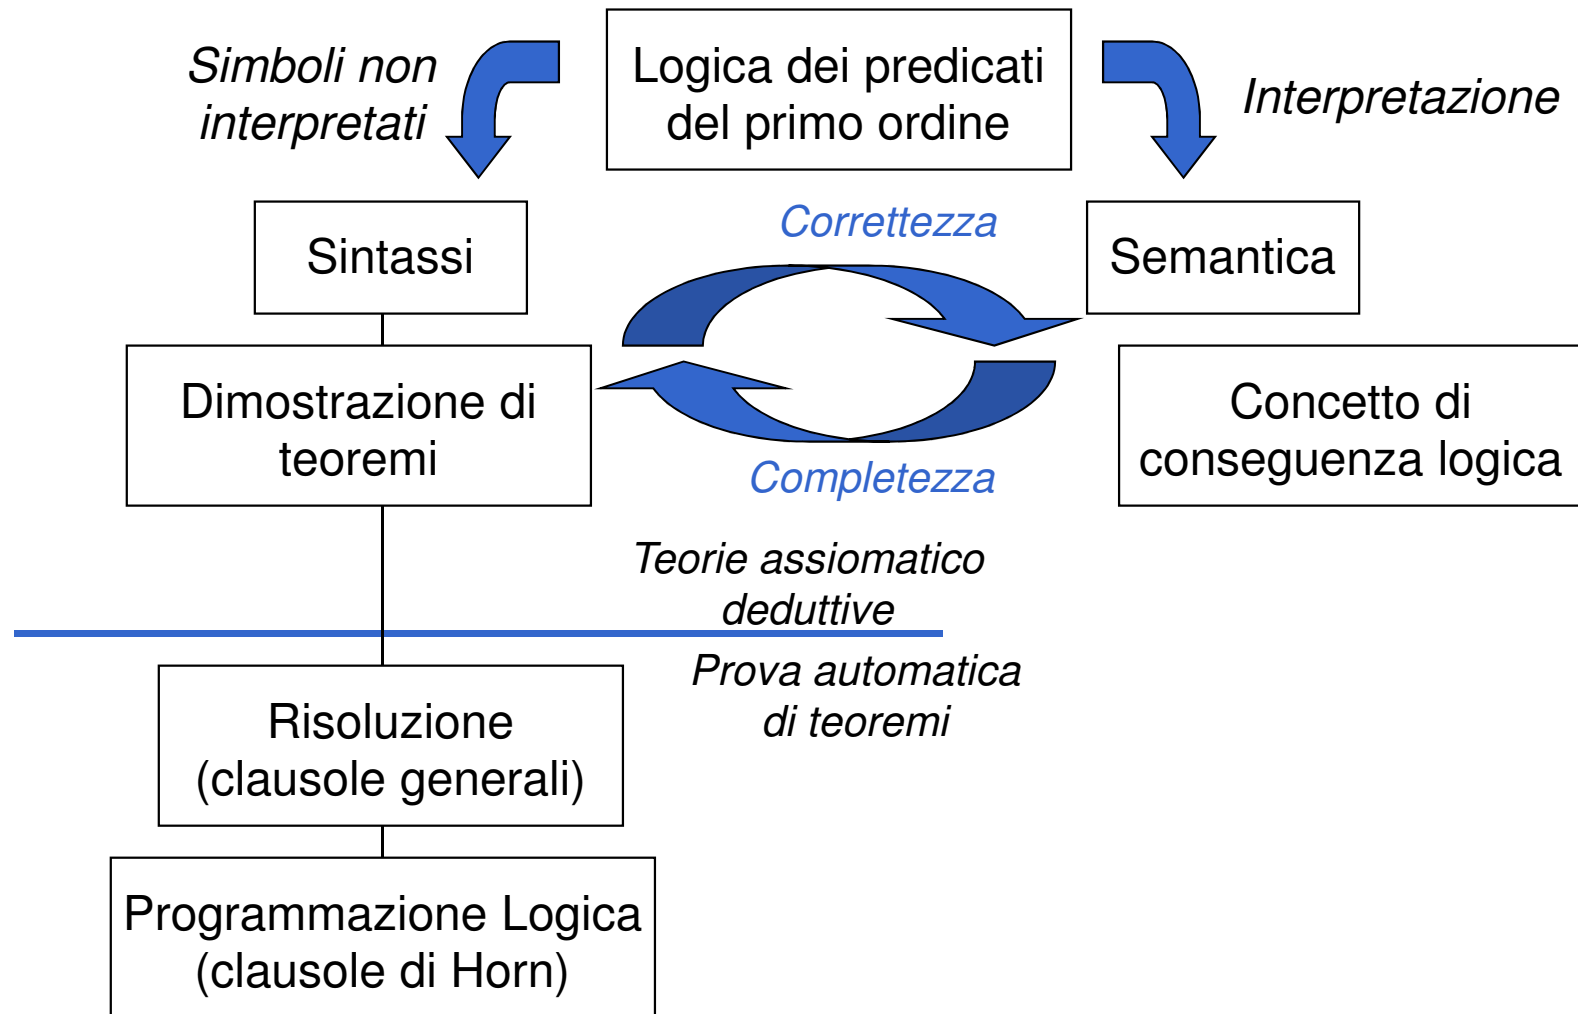 Simboli non
interpretati
Logica dei predicati
del primo ordine
Interpretazione
Sintassi
Correttezza
Semantica
Dimostrazione di
teoremi
Completezza
Concetto di
conseguenza logica
Teorie assiomatico
deduttive
Prova automatica
di teoremi
Risoluzione
(clausole generali)
Programmazione Logica
(clausole di Horn)